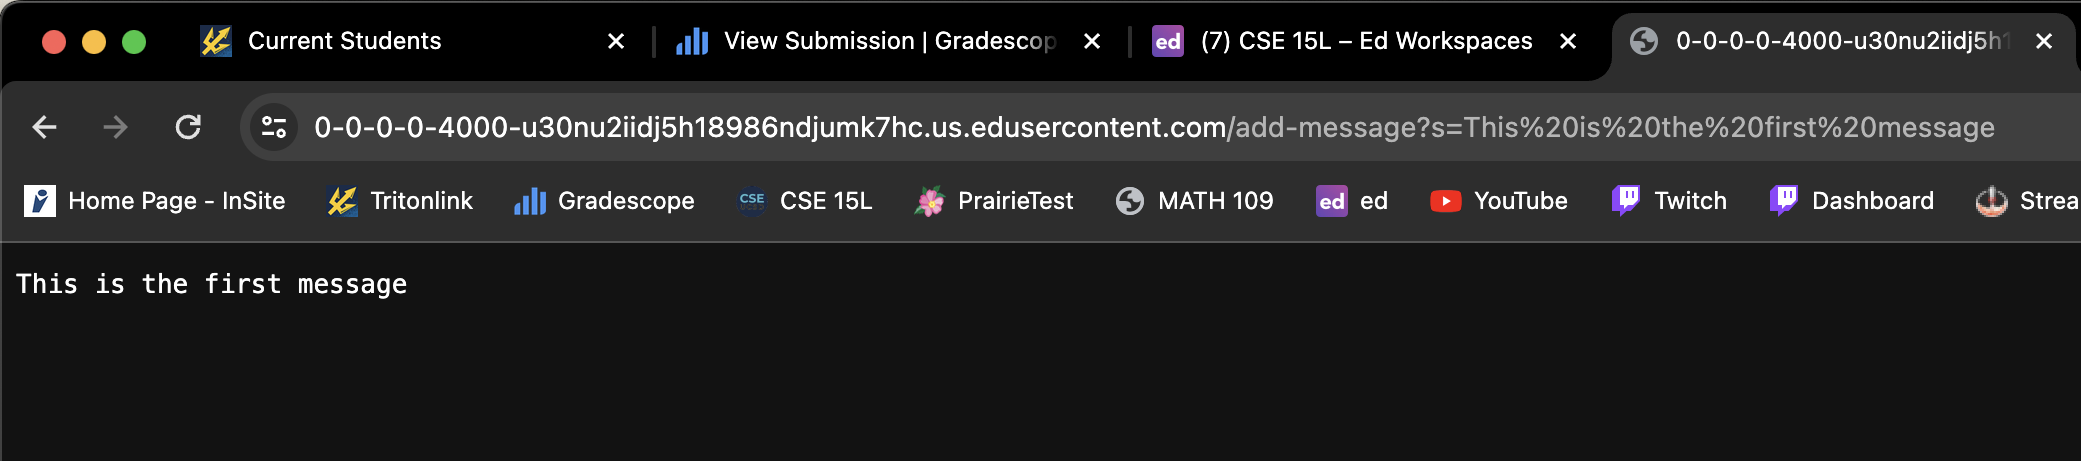 Current Students
View Submission | Gradescop
ed (7) CSE 15L – Ed Workspaces
0-0-0-0-4000-u30nu2iidj5h1
0-0-0-0-4000-u30nu2iidj5h18986ndjumk7hc.us.edusercontent.com/add-message?s=This%20is%20the%20first%20message
Home Page - InSite
Tritonlink
Gradescope
CSE CSE 15L
PrairieTest
MATH 109
ed ed
YouTube
Twitch
Dashboard
Strea
This is the first message